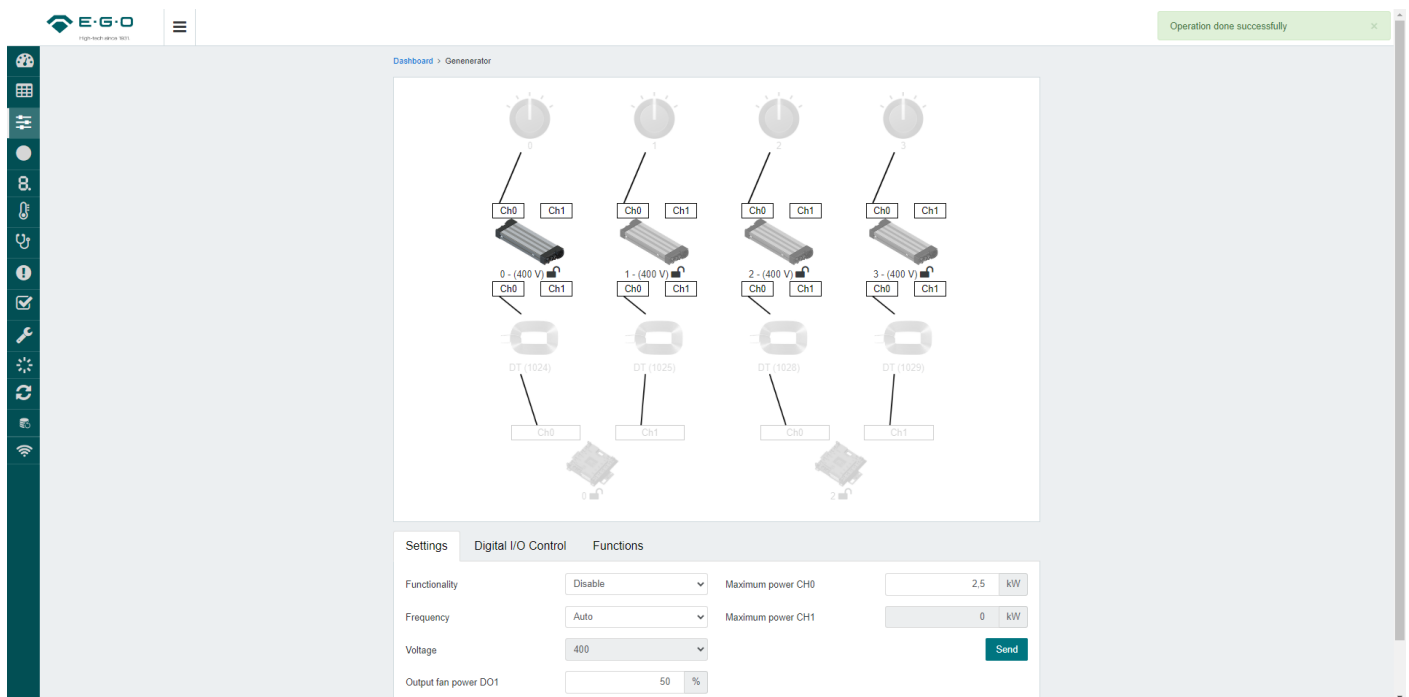 E·G·O
High-tech since 1931
Operation done successfully ×
Dashboard > Genenerator
0 1 2 3
Ch0 Ch1 Ch0 Ch1 Ch0 Ch1 Ch0 Ch1
0 - (400 V) 1 - (400 V) 2 - (400 V) 3 - (400 V)
Ch0 Ch1 Ch0 Ch1 Ch0 Ch1 Ch0 Ch1
DT (1024) DT (1025) DT (1028) DT (1029)
Ch0 Ch1 Ch0 Ch1
0 2
Settings Digital I/O Control Functions
Functionality Disable Maximum power CH0 2,5 kW
Frequency Auto Maximum power CH1 0 kW
Voltage 400 Send
Output fan power DO1 50 %